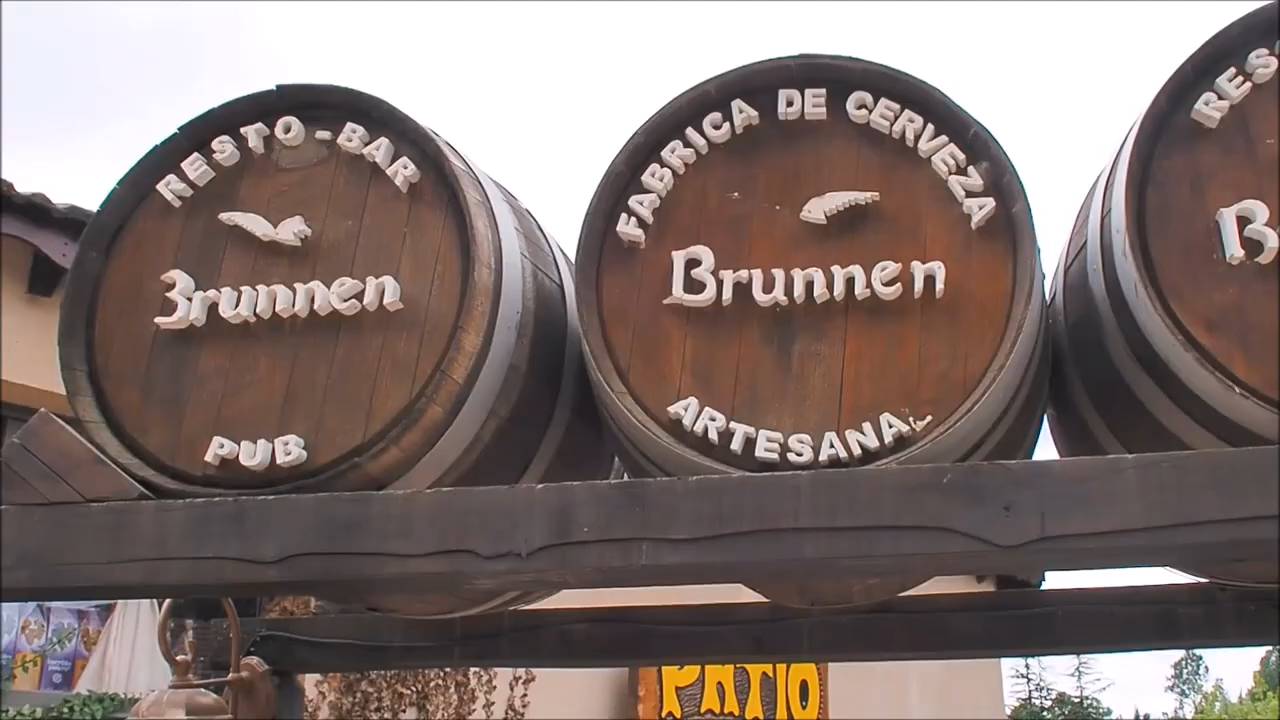 RESTO-BAR
Brunnen
PUB
FABRICA DE CERVEZA
Brunnen
ARTESANAL
RES
B
PATIO